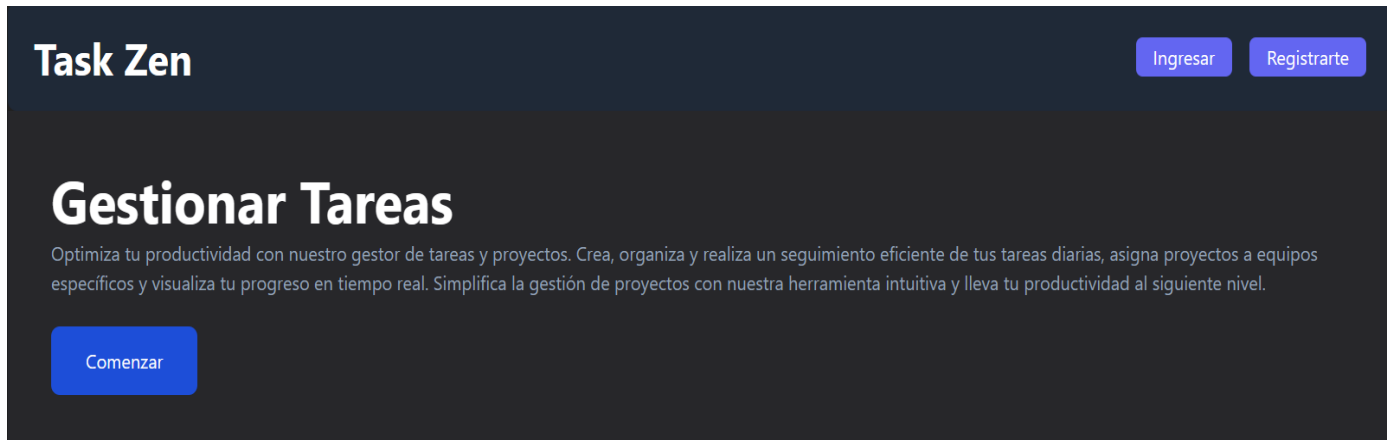 Task Zen
Ingresar
Registrarte
Gestionar Tareas
Optimiza tu productividad con nuestro gestor de tareas y proyectos. Crea, organiza y realiza un seguimiento eficiente de tus tareas diarias, asigna proyectos a equipos
específicos y visualiza tu progreso en tiempo real. Simplifica la gestión de proyectos con nuestra herramienta intuitiva y lleva tu productividad al siguiente nivel.
Comenzar